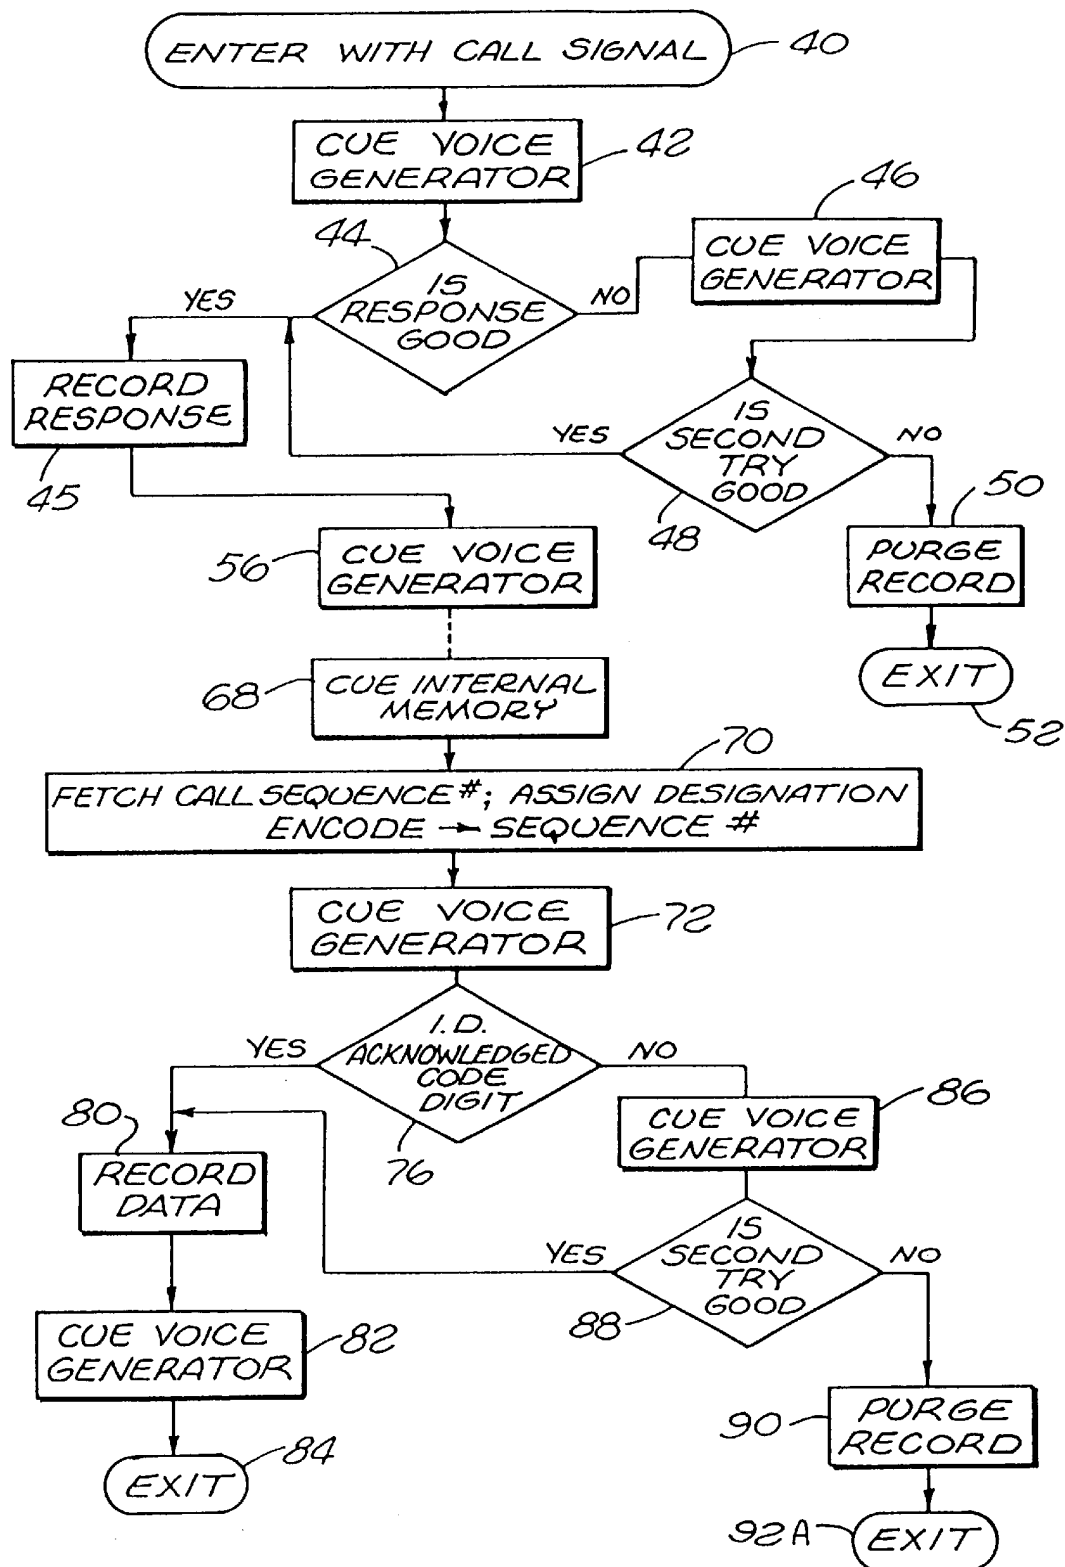 ENTER WITH CALL SIGNAL
40
CUE VOICE
GENERATOR
42
44
IS
RESPONSE
GOOD
YES
NO
46
CUE VOICE
GENERATOR
RECORD
RESPONSE
45
IS
SECOND
TRY
GOOD
YES
NO
48
50
PURGE
RECORD
EXIT
52
56
CUE VOICE
GENERATOR
68
CUE INTERNAL
MEMORY
70
FETCH CALL SEQUENCE #; ASSIGN DESIGNATION
ENCODE → SEQUENCE #
CUE VOICE
GENERATOR
72
I.D.
ACKNOWLEDGED
CODE
DIGIT
YES
NO
76
80
RECORD
DATA
86
CUE VOICE
GENERATOR
IS
SECOND
TRY
GOOD
YES
NO
88
CUE VOICE
GENERATOR
82
EXIT
84
90
PURGE
RECORD
92A
EXIT